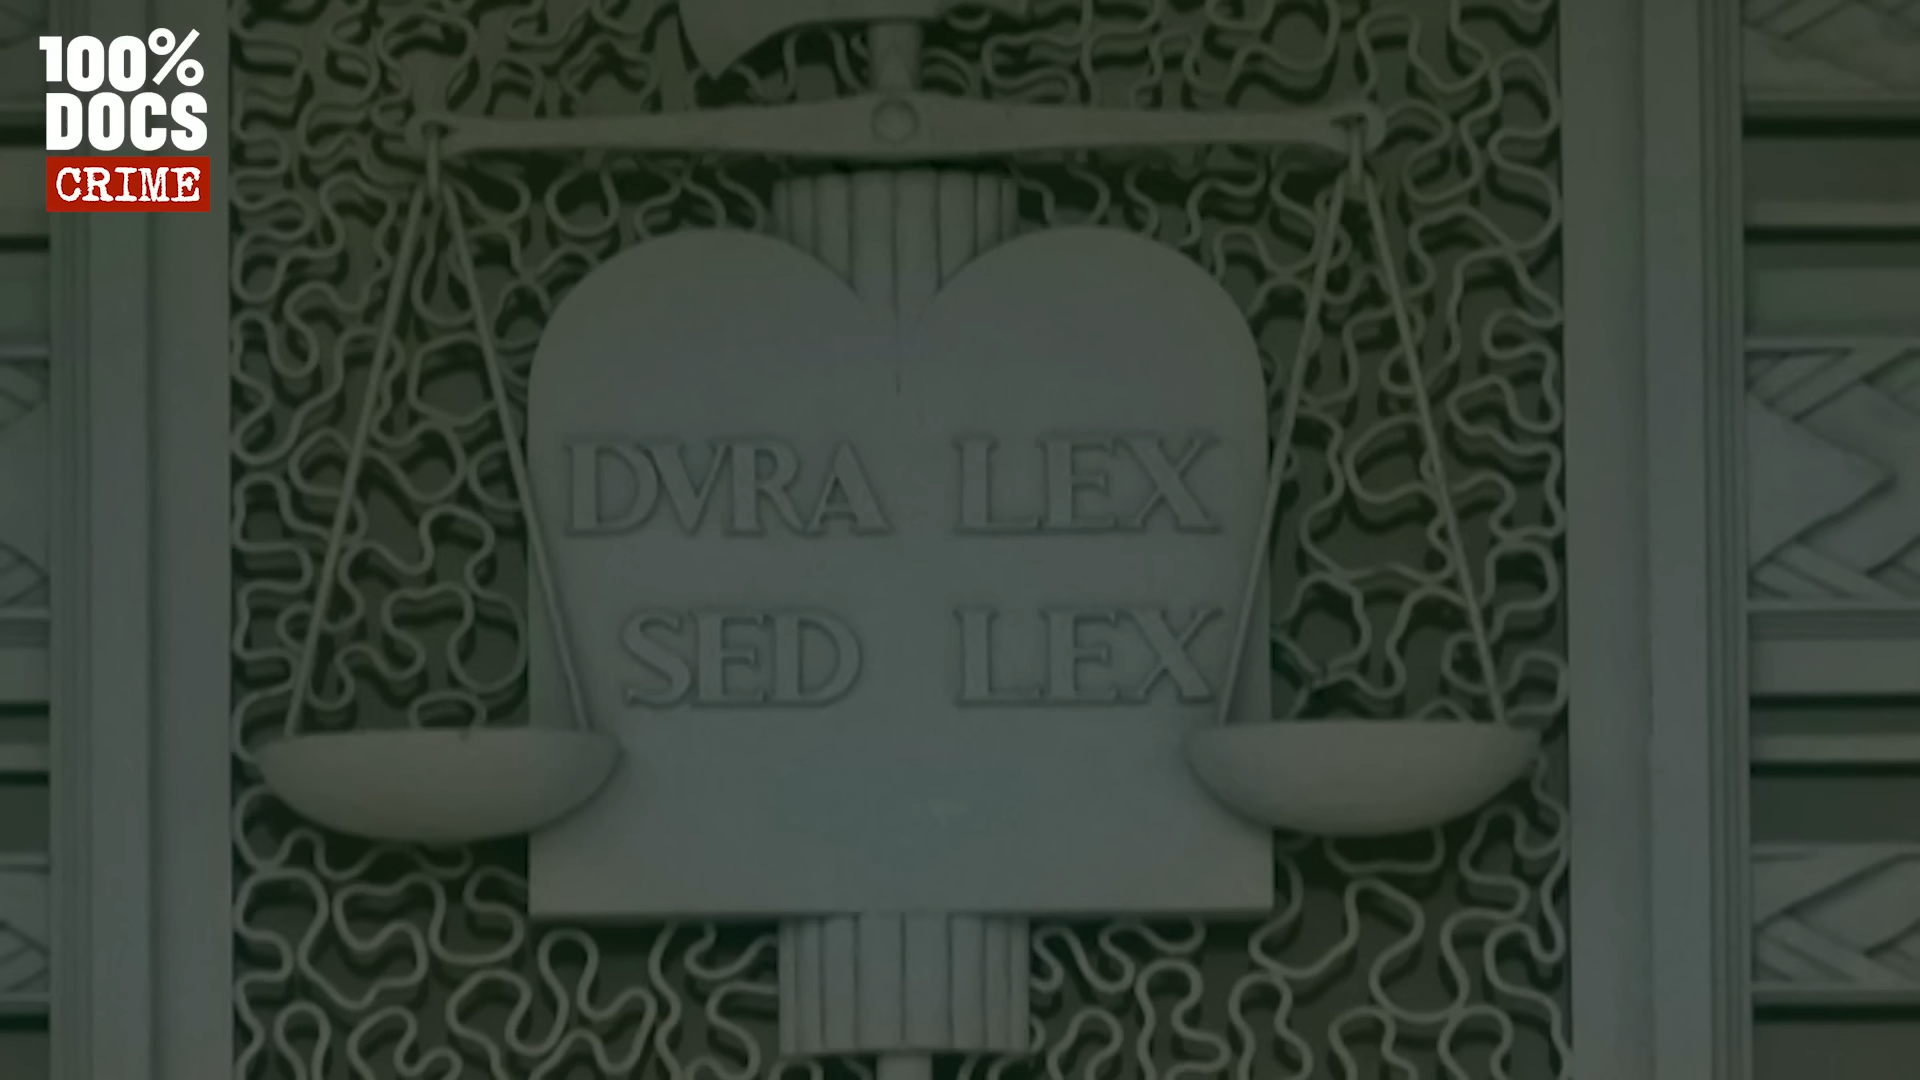 100%
DOCS
CRIME
DVRA LEX
SED LEX